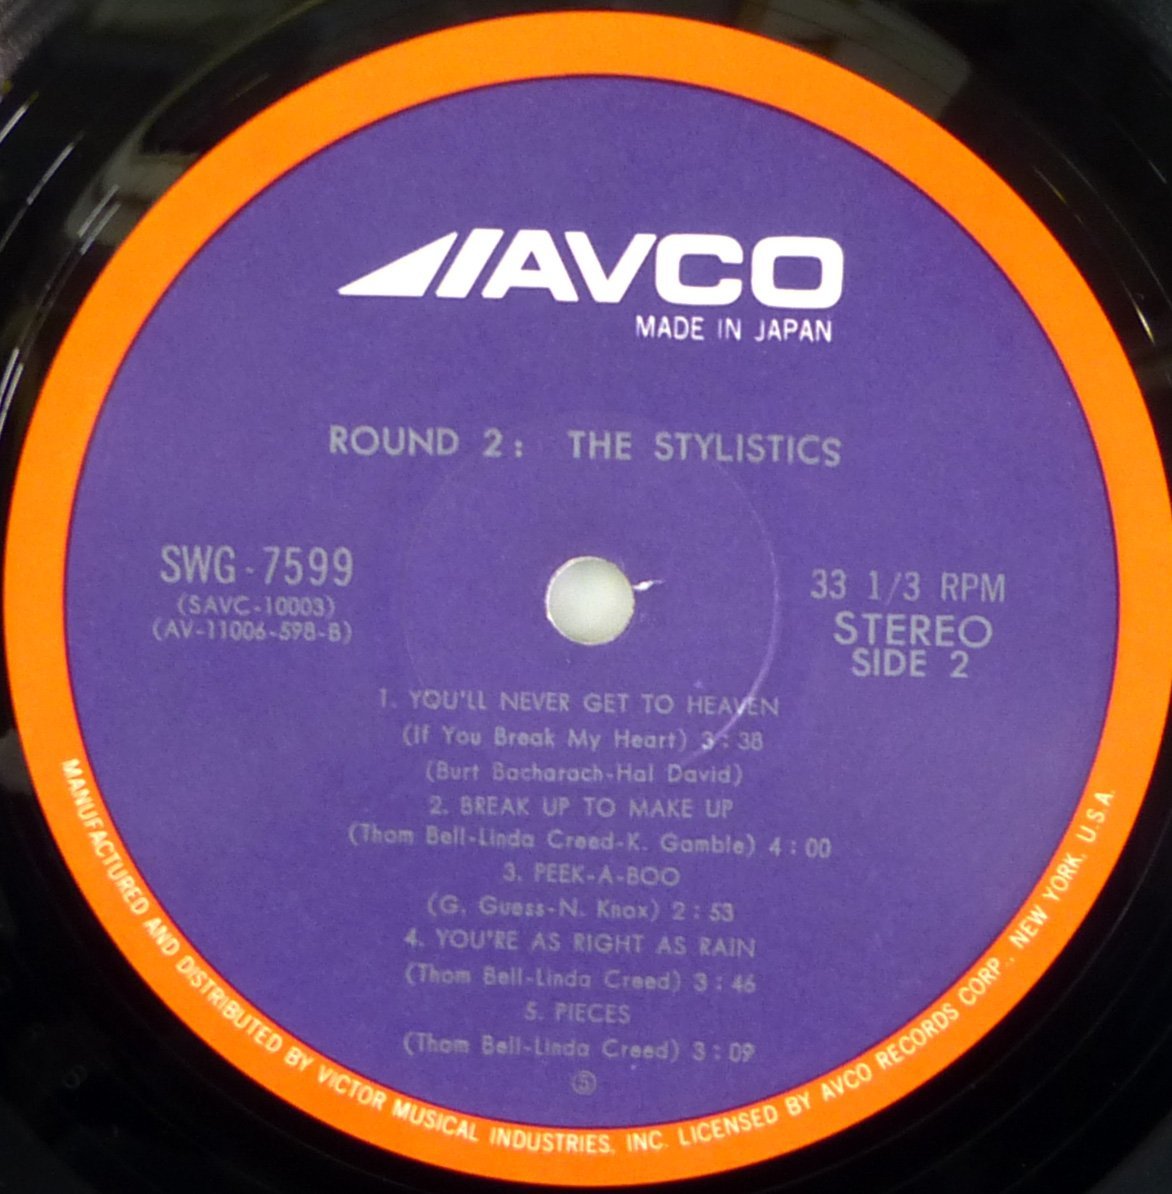 AVCO
MADE IN JAPAN
ROUND 2: THE STYLISTICS
SWG-7599
(SAVC-10003)
(AV-11006-598-B)
33 1/3 RPM
STEREO
SIDE 2
1. YOU'LL NEVER GET TO HEAVEN
(If You Break My Heart) 3:38
(Burt Bacharach-Hal David)
2. BREAK UP TO MAKE UP
(Thom Bell-Linda Creed-K. Gamble) 4:00
3. PEEK-A-BOO
(G. Guess-N. Knox) 2:53
4. YOU'RE AS RIGHT AS RAIN
(Thom Bell-Linda Creed) 3:46
5. PIECES
(Thom Bell-Linda Creed) 3:09
Ⓢ
MANUFACTURED AND DISTRIBUTED BY VICTOR MUSICAL INDUSTRIES, INC. LICENSED BY AVCO RECORDS CORP., NEW YORK, U.S.A.